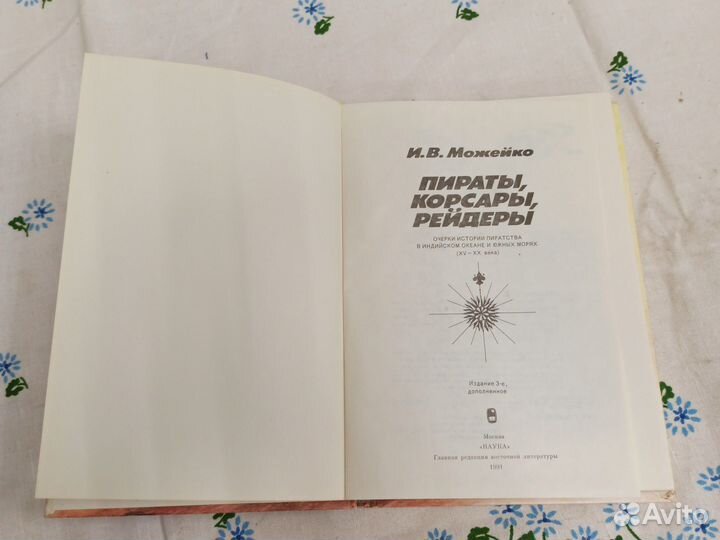 И. В. Можейко
ПИРАТЫ,
КОРСАРЫ,
РЕЙДЕРЫ
ОЧЕРКИ ИСТОРИИ ПИРАТСТВА
В ИНДИЙСКОМ ОКЕАНЕ И ЮЖНЫХ МОРЯХ
(XV—XX века)
Издание 3-е,
дополненное
Москва
«НАУКА»
Главная редакция восточной литературы
1991
Avito